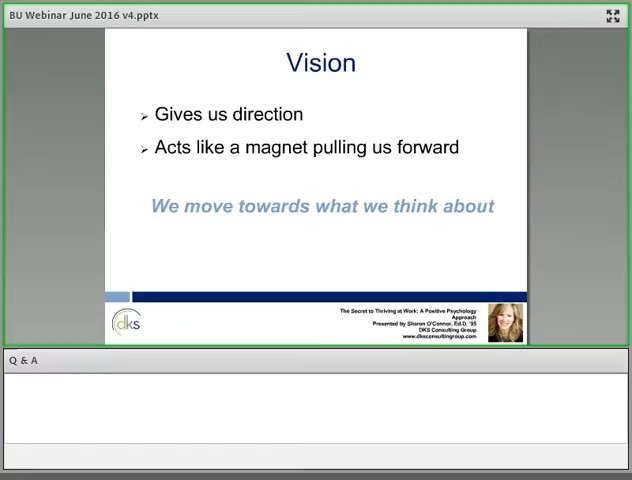 BU Webinar June 2016 v4.pptx
Vision
Gives us direction
Acts like a magnet pulling us forward
We move towards what we think about
dks
The Secret to Thriving at Work: A Positive Psychology
Approach
Presented by Sharon O'Connor, Ed.D. '95
DKS Consulting Group
www.dksconsultinggroup.com
Q & A